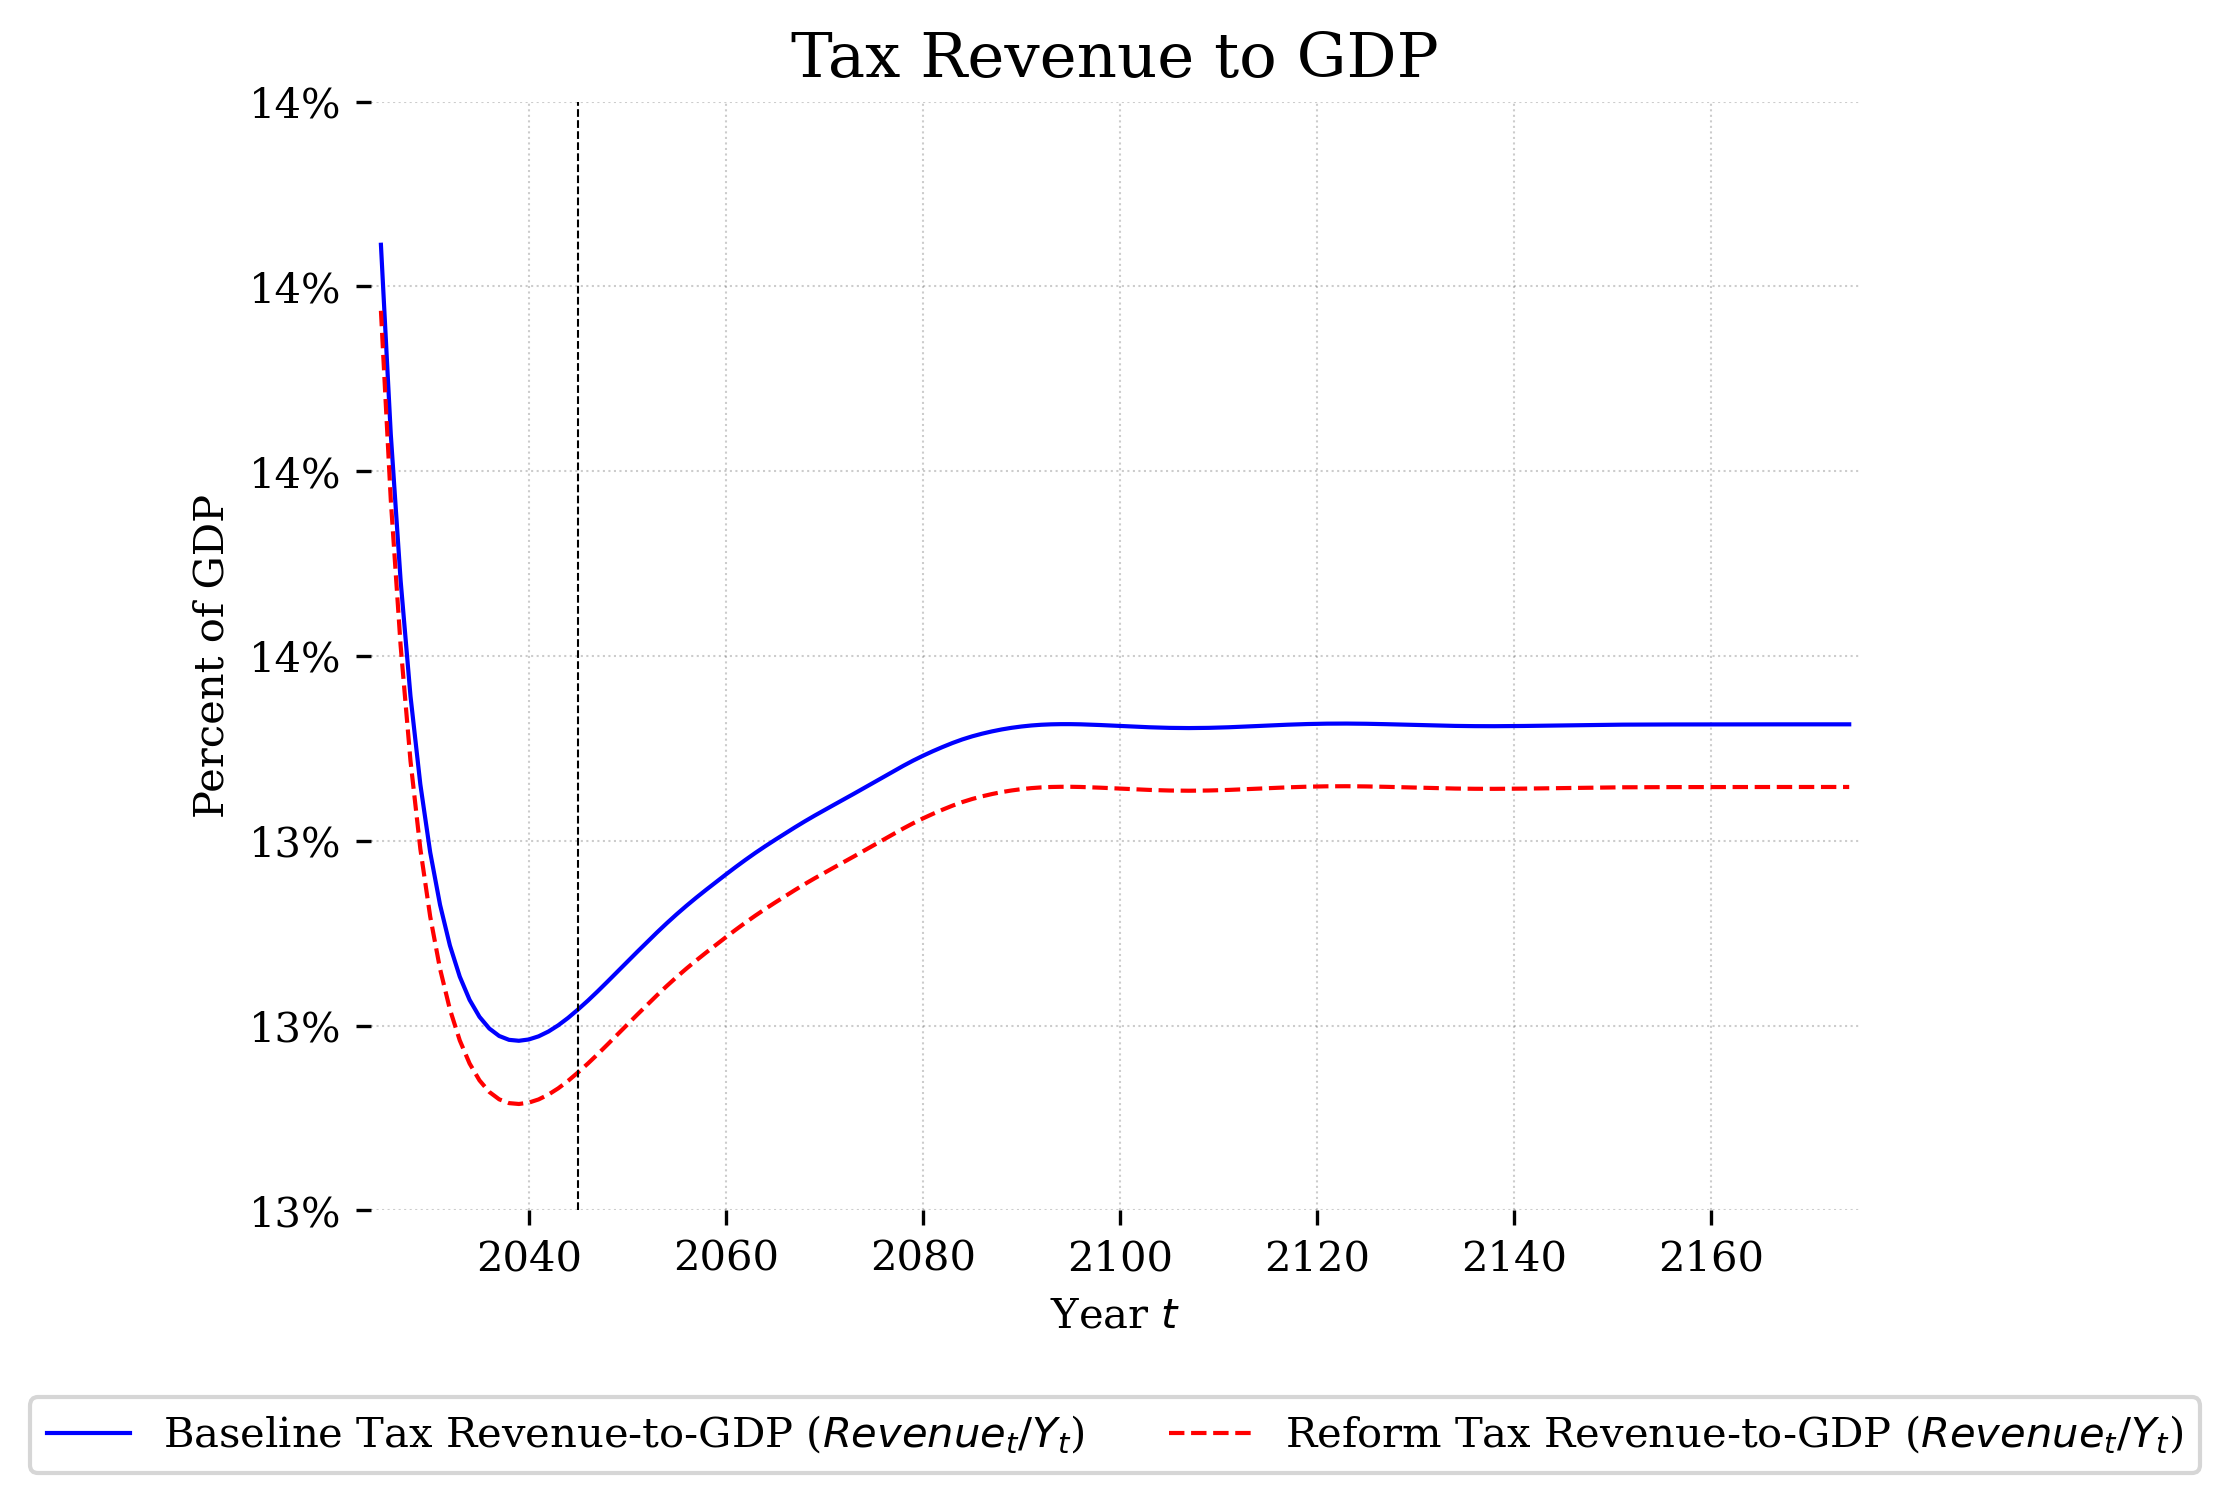 Tax Revenue to GDP
14%
14%
14%
14%
13%
13%
13%
Percent of GDP
2040 2060 2080 2100 2120 2140 2160
Year t
Baseline Tax Revenue-to-GDP (Revenue_t/Y_t) Reform Tax Revenue-to-GDP (Revenue_t/Y_t)